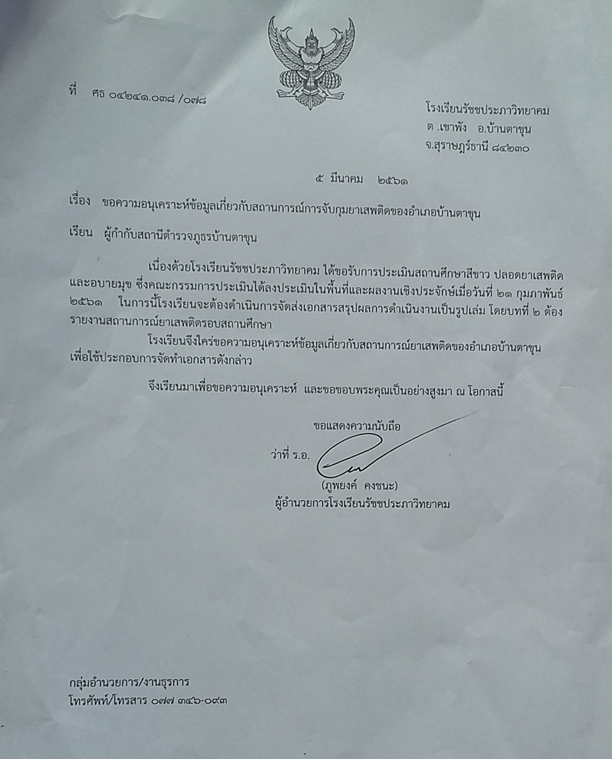 ที่ ศธ ๐๔๒๔๑.๐๓๘ /๐๗๘
โรงเรียนรัชชประภาวิทยาคม
ต .เขาพัง อ.บ้านตาขุน
จ.สุราษฎร์ธานี ๘๔๒๓๐
๕ มีนาคม ๒๕๖๑
เรื่อง ขอความอนุเคราะห์ข้อมูลเกี่ยวกับสถานการณ์การจับกุมยาเสพติดของอำเภอบ้านตาขุน
เรียน ผู้กำกับสถานีตำรวจภูธรบ้านตาขุน
เนื่องด้วยโรงเรียนรัชชประภาวิทยาคม ได้ขอรับการประเมินสถานศึกษาสีขาว ปลอดยาเสพติด
และอบายมุข ซึ่งคณะกรรมการประเมินได้ลงประเมินในพื้นที่และผลงานเชิงประจักษ์เมื่อวันที่ ๒๑ กุมภาพันธ์
๒๕๖๑ ในการนี้โรงเรียนจะต้องดำเนินการจัดส่งเอกสารสรุปผลการดำเนินงานเป็นรูปเล่ม โดยบทที่ ๒ ต้อง
รายงานสถานการณ์ยาเสพติดรอบสถานศึกษา
โรงเรียนจึงใคร่ขอความอนุเคราะห์ข้อมูลเกี่ยวกับสถานการณ์ยาเสพติดของอำเภอบ้านตาขุน
เพื่อใช้ประกอบการจัดทำเอกสารดังกล่าว
จึงเรียนมาเพื่อขอความอนุเคราะห์ และขอขอบพระคุณเป็นอย่างสูงมา ณ โอกาสนี้
ขอแสดงความนับถือ
ว่าที่ ร.อ.
(ภูพยงค์ คงชนะ)
ผู้อำนวยการโรงเรียนรัชชประภาวิทยาคม
กลุ่มอำนวยการ/งานธุรการ
โทรศัพท์/โทรสาร ๐๗๗ ๓๔๖-๐๙๓